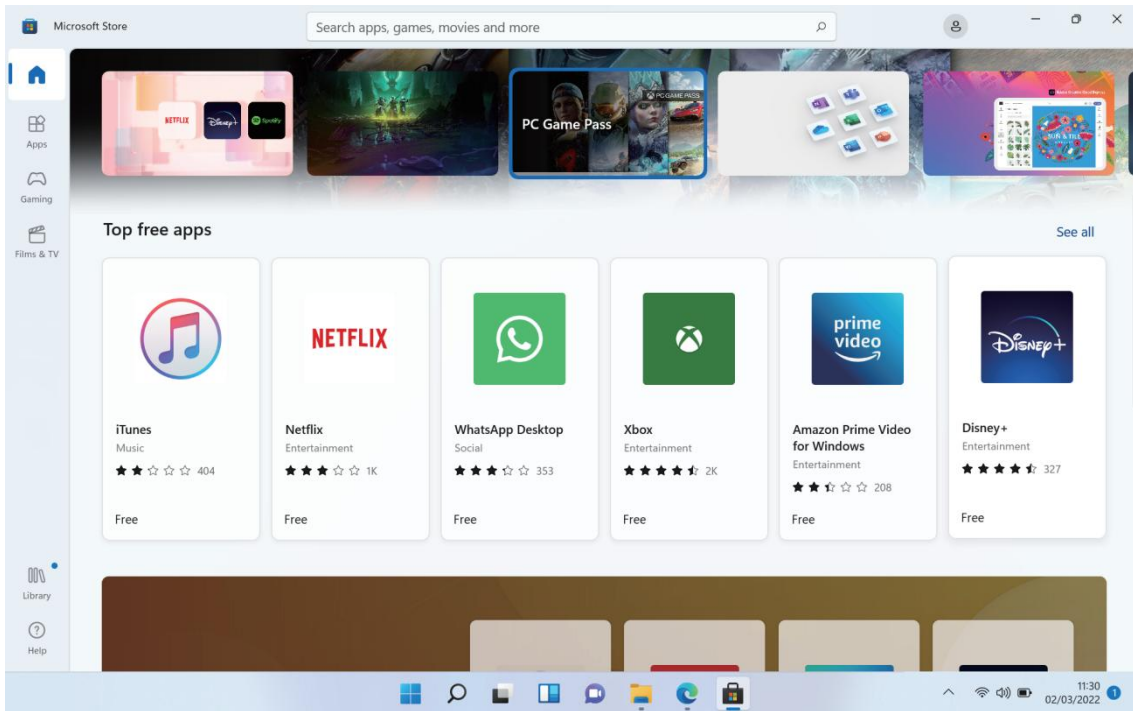 Microsoft Store
Search apps, games, movies and more
Apps
Gaming
Films & TV
Library
Help
NETFLIX
Disney+
Spotify
PC Game Pass
PC GAME PASS
Top free apps
See all
NETFLIX
prime
video
Disney+
iTunes
Music
404
Free
Netflix
Entertainment
1K
Free
WhatsApp Desktop
Social
353
Free
Xbox
Entertainment
2K
Free
Amazon Prime Video
for Windows
Entertainment
208
Free
Disney+
Entertainment
327
Free
11:30
02/03/2022
1